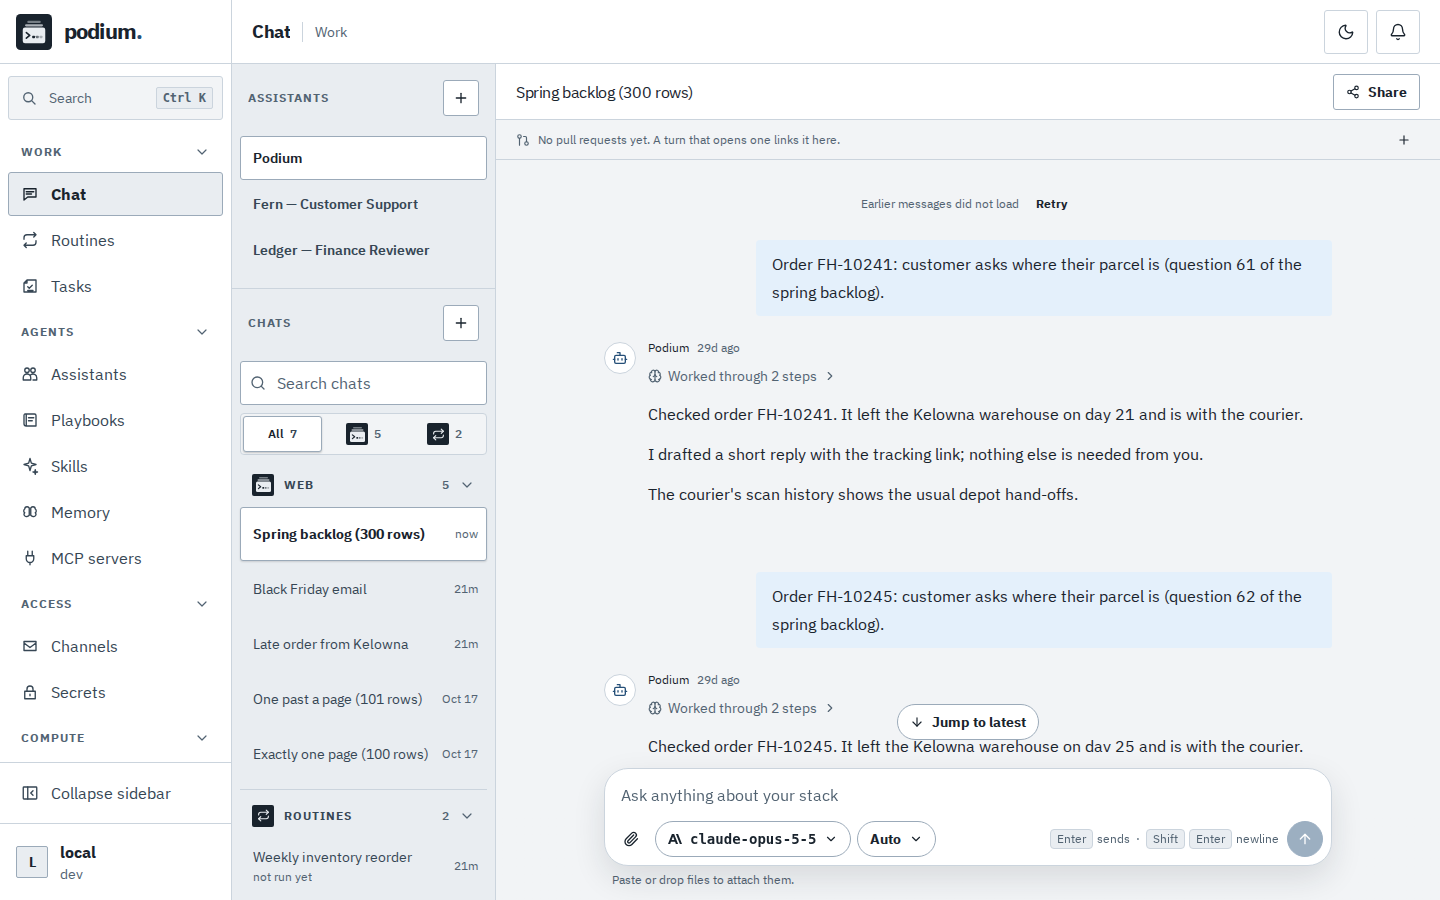 podium.
Search
Ctrl K
WORK
Chat
Routines
Tasks
AGENTS
Assistants
Playbooks
Skills
Memory
MCP servers
ACCESS
Channels
Secrets
COMPUTE
Collapse sidebar
L
local
dev
Chat
Work
ASSISTANTS
Podium
Fern — Customer Support
Ledger — Finance Reviewer
CHATS
Search chats
All 7
5
2
WEB
5
Spring backlog (300 rows)
now
Black Friday email
21m
Late order from Kelowna
21m
One past a page (101 rows)
Oct 17
Exactly one page (100 rows)
Oct 17
ROUTINES
2
Weekly inventory reorder
not run yet
21m
Spring backlog (300 rows)
Share
No pull requests yet. A turn that opens one links it here.
Earlier messages did not load
Retry
Order FH-10241: customer asks where their parcel is (question 61 of the
spring backlog).
Podium 29d ago
Worked through 2 steps
Checked order FH-10241. It left the Kelowna warehouse on day 21 and is with the courier.
I drafted a short reply with the tracking link; nothing else is needed from you.
The courier's scan history shows the usual depot hand-offs.
Order FH-10245: customer asks where their parcel is (question 62 of the
spring backlog).
Podium 29d ago
Worked through 2 steps
Jump to latest
Checked order FH-10245. It left the Kelowna warehouse on day 25 and is with the courier.
Ask anything about your stack
claude-opus-5-5
Auto
Enter sends · Shift Enter newline
Paste or drop files to attach them.